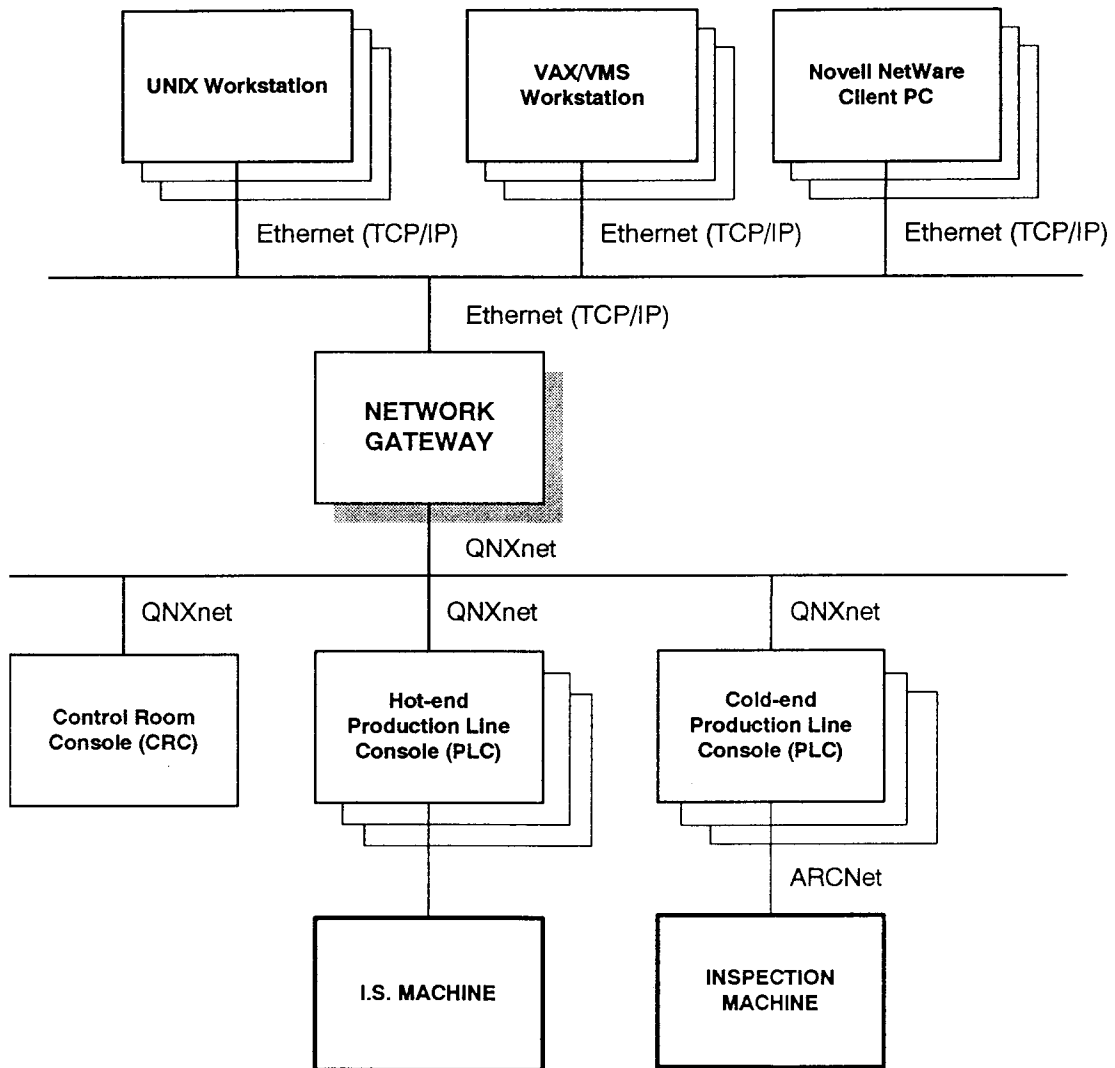 UNIX Workstation
VAX/VMS
Workstation
Novell NetWare
Client PC
Ethernet (TCP/IP)
Ethernet (TCP/IP)
Ethernet (TCP/IP)
Ethernet (TCP/IP)
NETWORK
GATEWAY
QNXnet
QNXnet
QNXnet
QNXnet
Control Room
Console (CRC)
Hot-end
Production Line
Console (PLC)
Cold-end
Production Line
Console (PLC)
ARCNet
I.S. MACHINE
INSPECTION
MACHINE